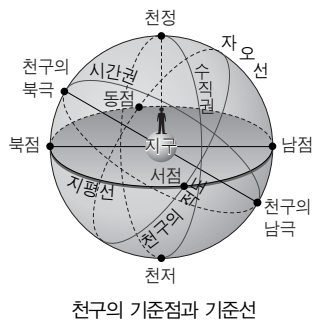 천정
자오선
천구의
북극
시간권
수직권
동점
북점
지구
남점
서점
지평선
천구의 적도
천구의
남극
천저
천구의 기준점과 기준선